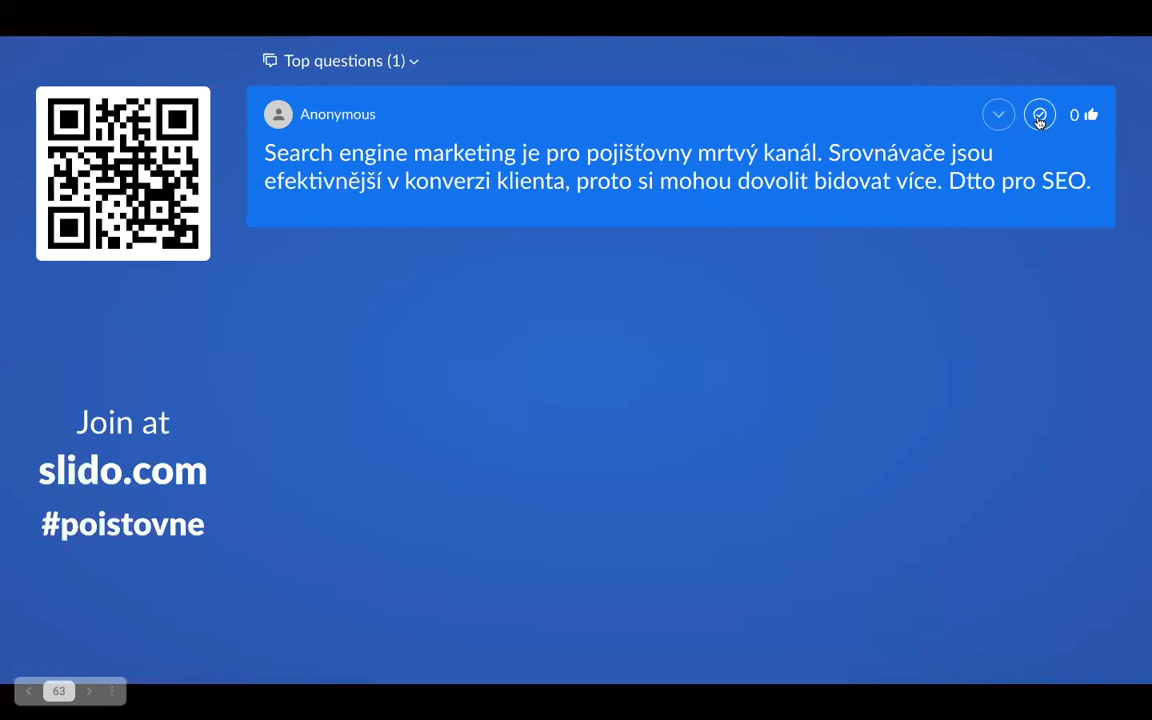 Top questions (1)
Anonymous
0
Search engine marketing je pro pojišťovny mrtvý kanál. Srovnávače jsou
efektivnější v konverzi klienta, proto si mohou dovolit bidovat více. Dtto pro SEO.
Join at
slido.com
#poistovne
63